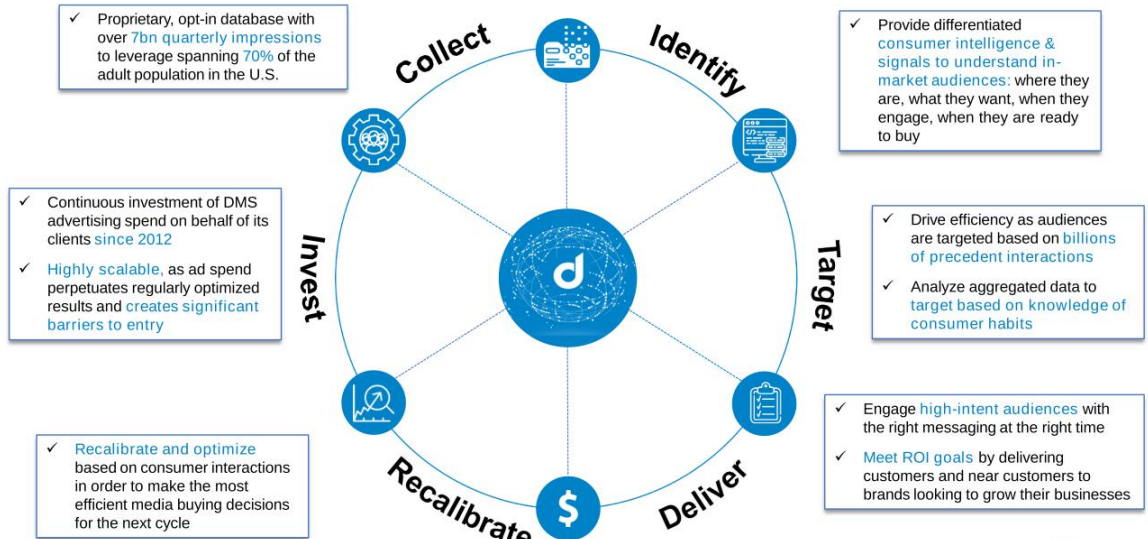 ✓ Proprietary, opt-in database with
over 7bn quarterly impressions
to leverage spanning 70% of the
adult population in the U.S.
Collect
Identify
✓ Provide differentiated
consumer intelligence &
signals to understand in-
market audiences: where they
are, what they want, when they
engage, when they are ready
to buy
✓ Continuous investment of DMS
advertising spend on behalf of its
clients since 2012
✓ Highly scalable, as ad spend
perpetuates regularly optimized
results and creates significant
barriers to entry
Invest
d
Target
✓ Drive efficiency as audiences
are targeted based on billions
of precedent interactions
✓ Analyze aggregated data to
target based on knowledge of
consumer habits
✓ Recalibrate and optimize
based on consumer interactions
in order to make the most
efficient media buying decisions
for the next cycle
Recalibrate
$
Deliver
✓ Engage high-intent audiences with
the right messaging at the right time
✓ Meet ROI goals by delivering
customers and near customers to
brands looking to grow their businesses